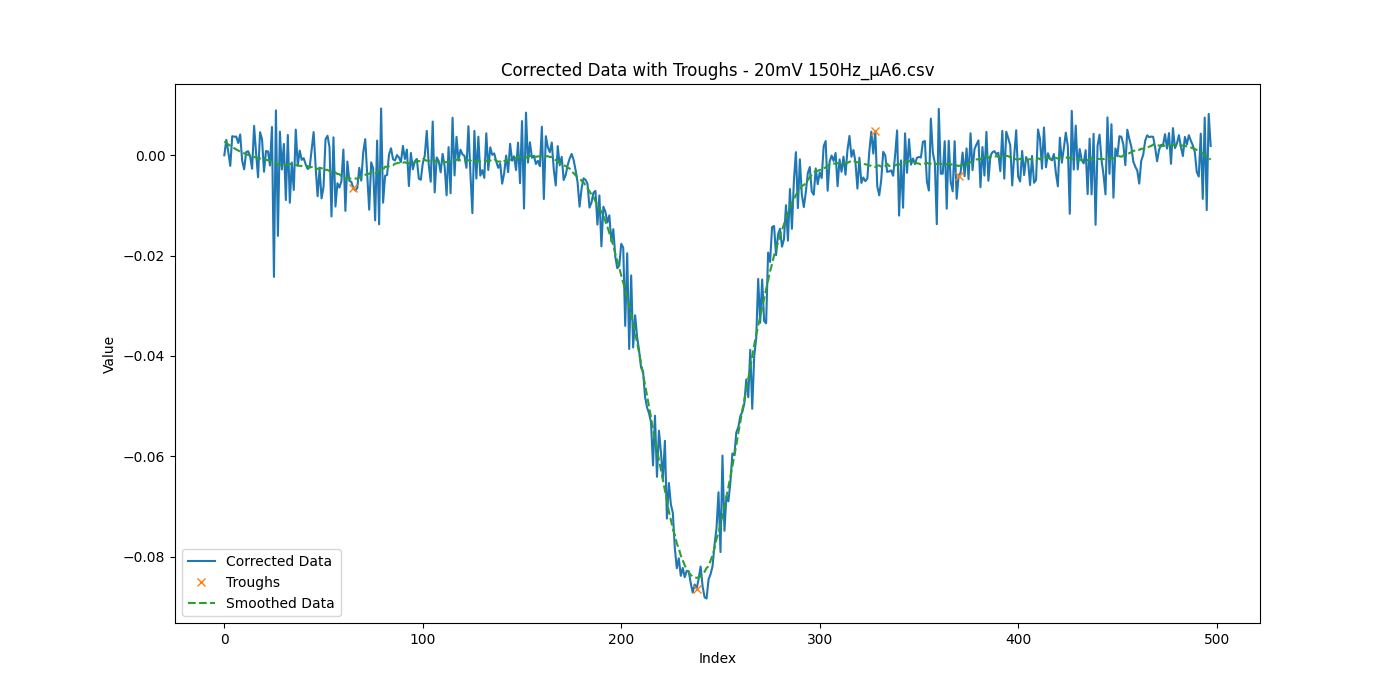 Corrected Data with Troughs - 20mV 150Hz_μA6.csv
0.00
−0.02
−0.04
−0.06
−0.08
Value
Corrected Data
Troughs
Smoothed Data
0 100 200 300 400 500
Index